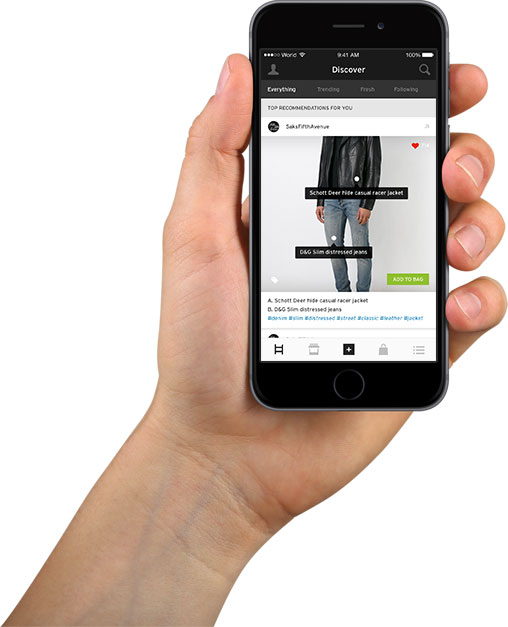 World 9:41 AM 100%
Discover
Everything Trending Fresh Following
TOP RECOMMENDATIONS FOR YOU
SaksFifthAvenue
Schott Deer hide casual racer jacket
D&G Slim distressed jeans
ADD TO BAG
A. Schott Deer hide casual racer jacket
B. D&G Slim distressed jeans
#denim #slim #distressed #street #classic #leather #jacket